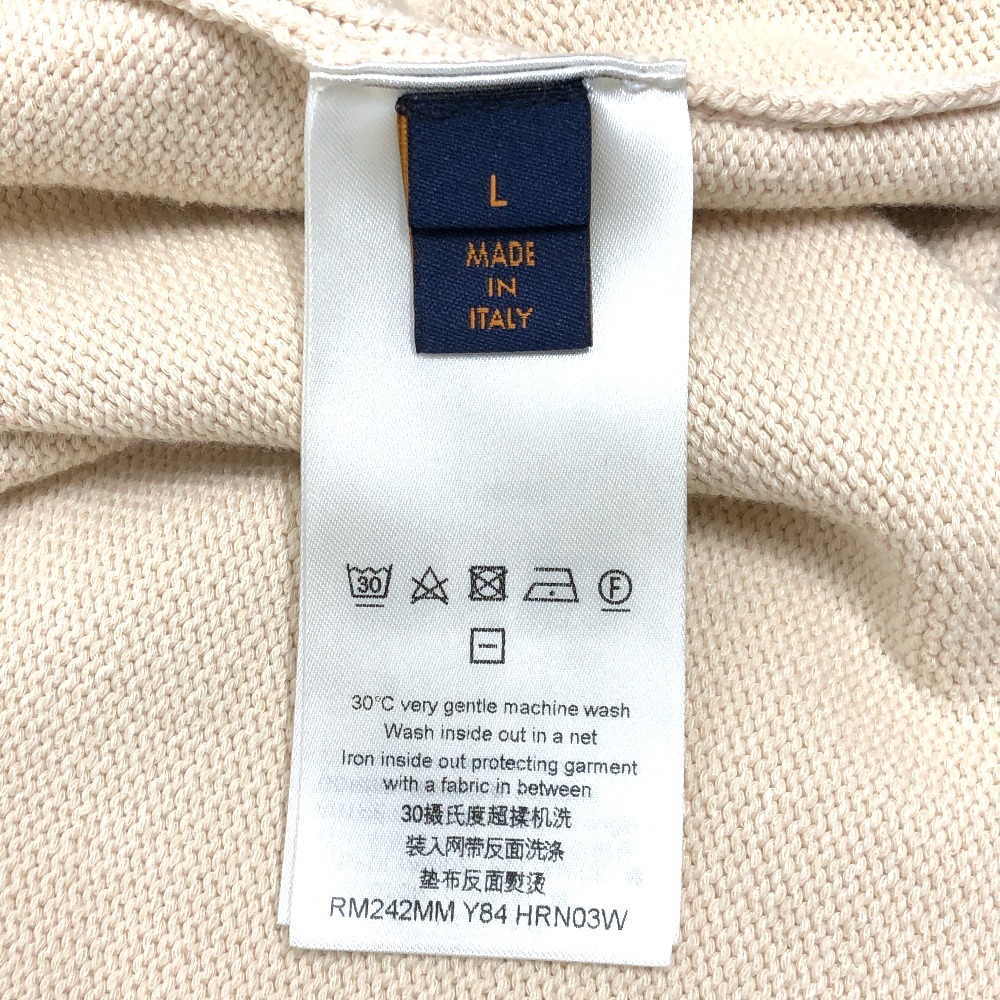 L
MADE
IN
ITALY
30 F
30°C very gentle machine wash
Wash inside out in a net
Iron inside out protecting garment
with a fabric in between
30摄氏度超揉机洗
装入网带反面洗涤
垫布反面熨烫
RM242MM Y84 HRN03W